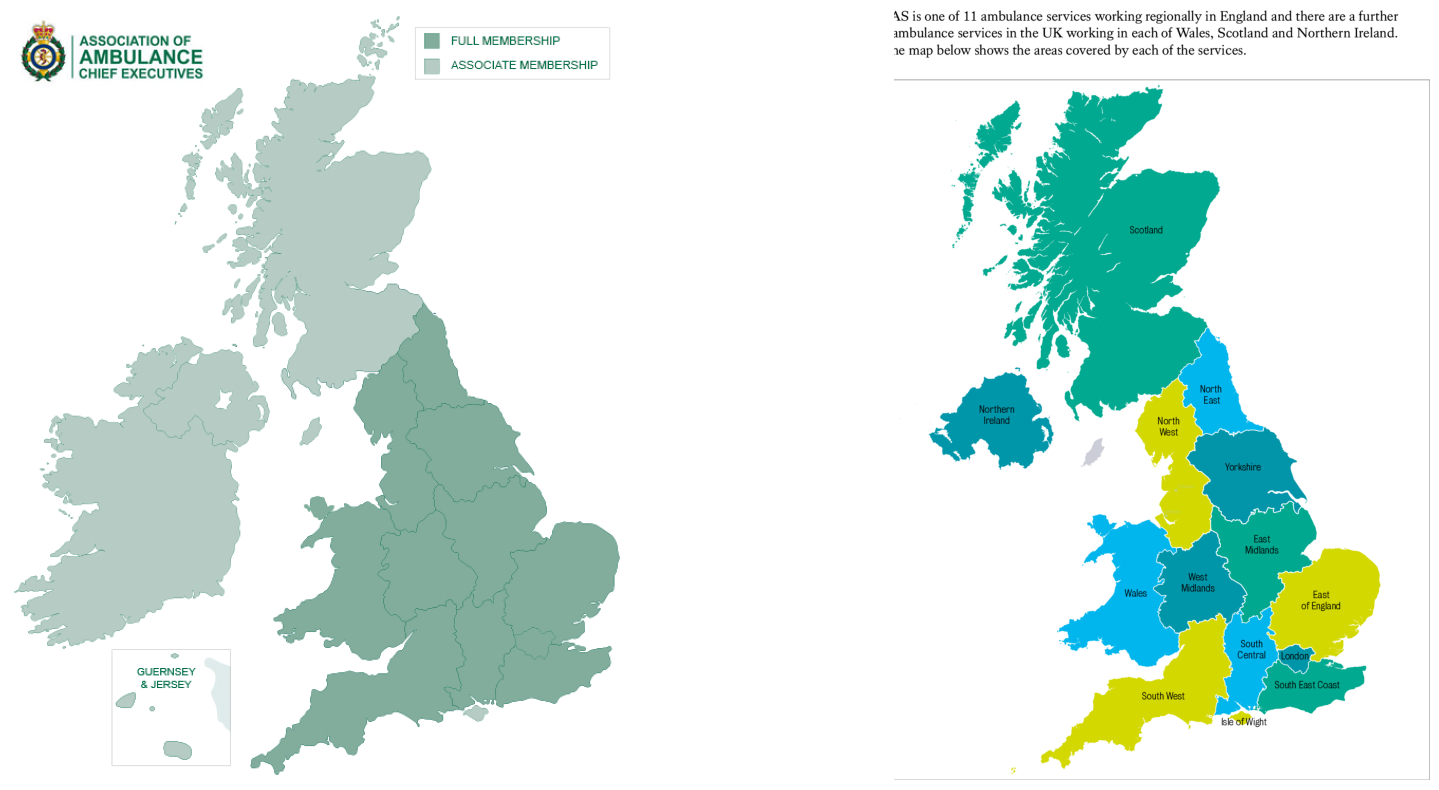 ASSOCIATION OF
AMBULANCE
CHIEF EXECUTIVES
FULL MEMBERSHIP
ASSOCIATE MEMBERSHIP
GUERNSEY
& JERSEY
AS is one of 11 ambulance services working regionally in England and there are a further
ambulance services in the UK working in each of Wales, Scotland and Northern Ireland.
he map below shows the areas covered by each of the services.
Scotland
North
East
Northern
Ireland
North
West
Yorkshire
East
Midlands
West
Midlands
Wales
East
of England
South
Central
London
South East Coast
South West
Isle of Wight